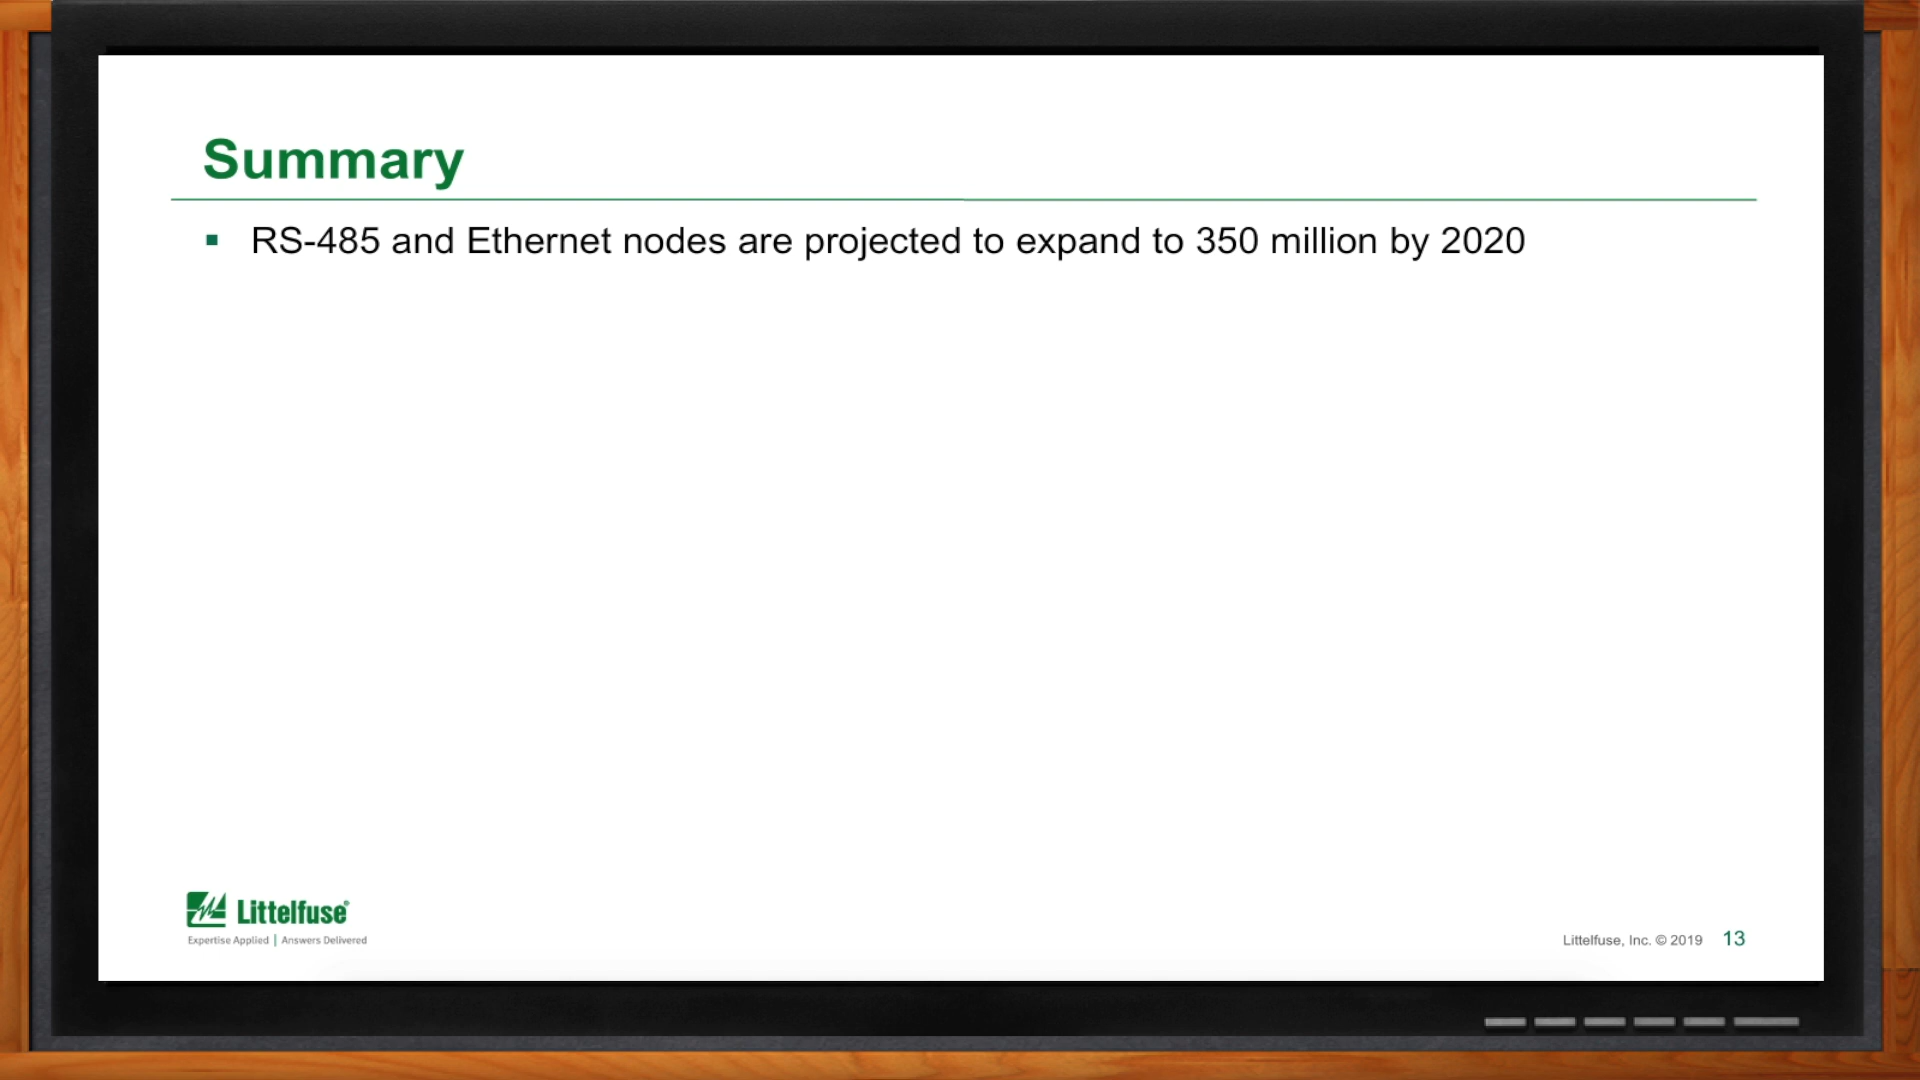 Summary
▪ RS-485 and Ethernet nodes are projected to expand to 350 million by 2020
Littelfuse®
Expertise Applied | Answers Delivered
Littelfuse, Inc. © 2019 13